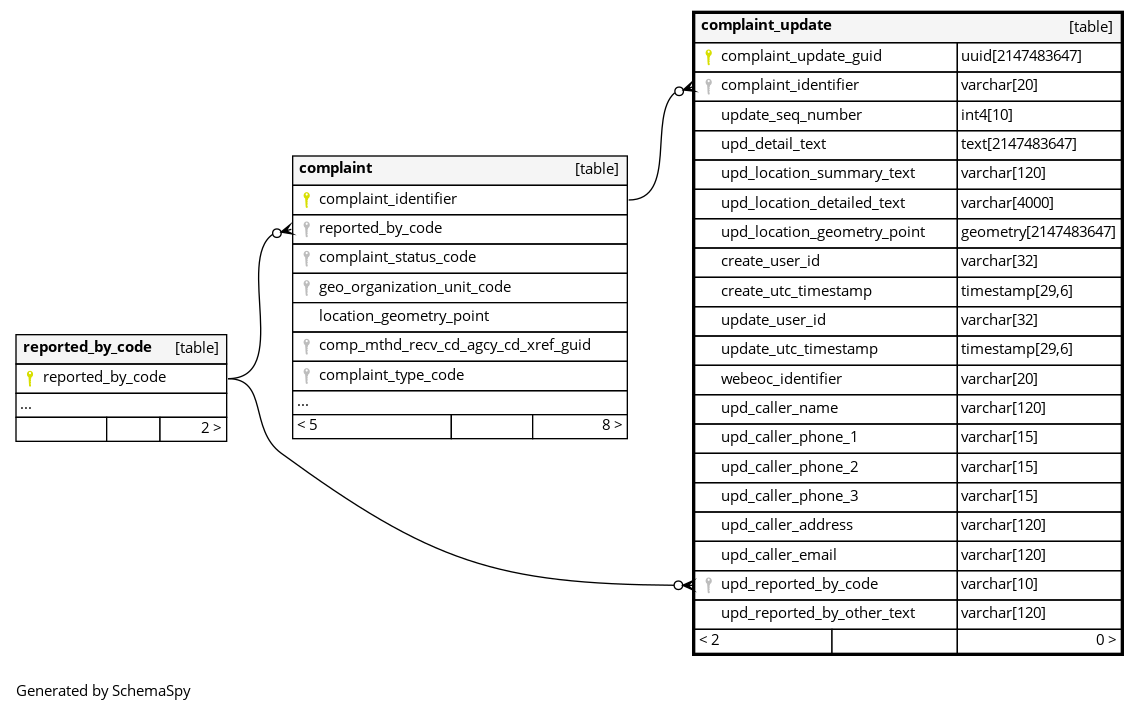 complaint_update [table]
complaint_update_guid uuid[2147483647]
complaint_identifier varchar[20]
update_seq_number int4[10]
upd_detail_text text[2147483647]
upd_location_summary_text varchar[120]
upd_location_detailed_text varchar[4000]
upd_location_geometry_point geometry[2147483647]
create_user_id varchar[32]
create_utc_timestamp timestamp[29,6]
update_user_id varchar[32]
update_utc_timestamp timestamp[29,6]
webeoc_identifier varchar[20]
upd_caller_name varchar[120]
upd_caller_phone_1 varchar[15]
upd_caller_phone_2 varchar[15]
upd_caller_phone_3 varchar[15]
upd_caller_address varchar[120]
upd_caller_email varchar[120]
upd_reported_by_code varchar[10]
upd_reported_by_other_text varchar[120]
< 2 0 >
complaint [table]
complaint_identifier
reported_by_code
complaint_status_code
geo_organization_unit_code
location_geometry_point
comp_mthd_recv_cd_agcy_cd_xref_guid
complaint_type_code
...
< 5 8 >
reported_by_code [table]
reported_by_code
...
2 >
Generated by SchemaSpy